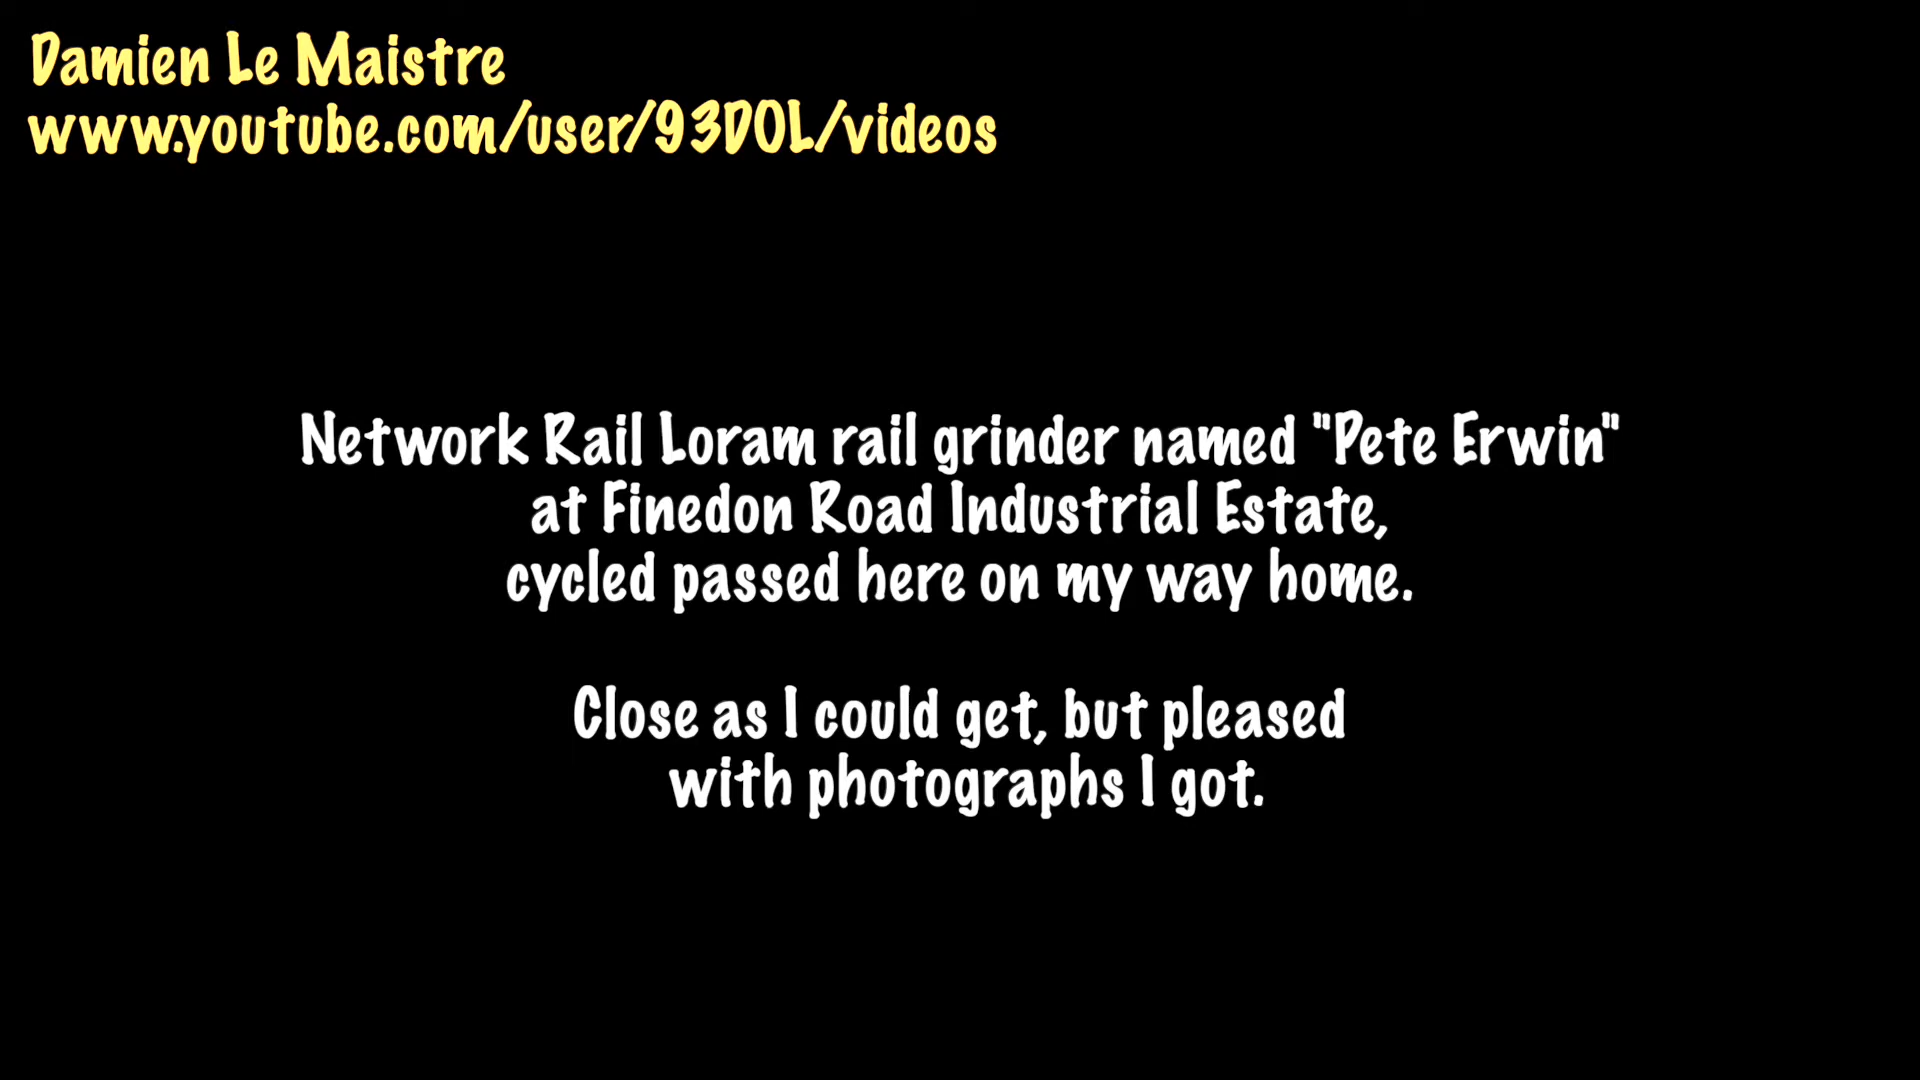 Damien Le Maistre
www.youtube.com/user/93DOL/videos
Network Rail Loram rail grinder named "Pete Erwin"
at Finedon Road Industrial Estate,
cycled passed here on my way home.
Close as I could get, but pleased
with photographs I got.